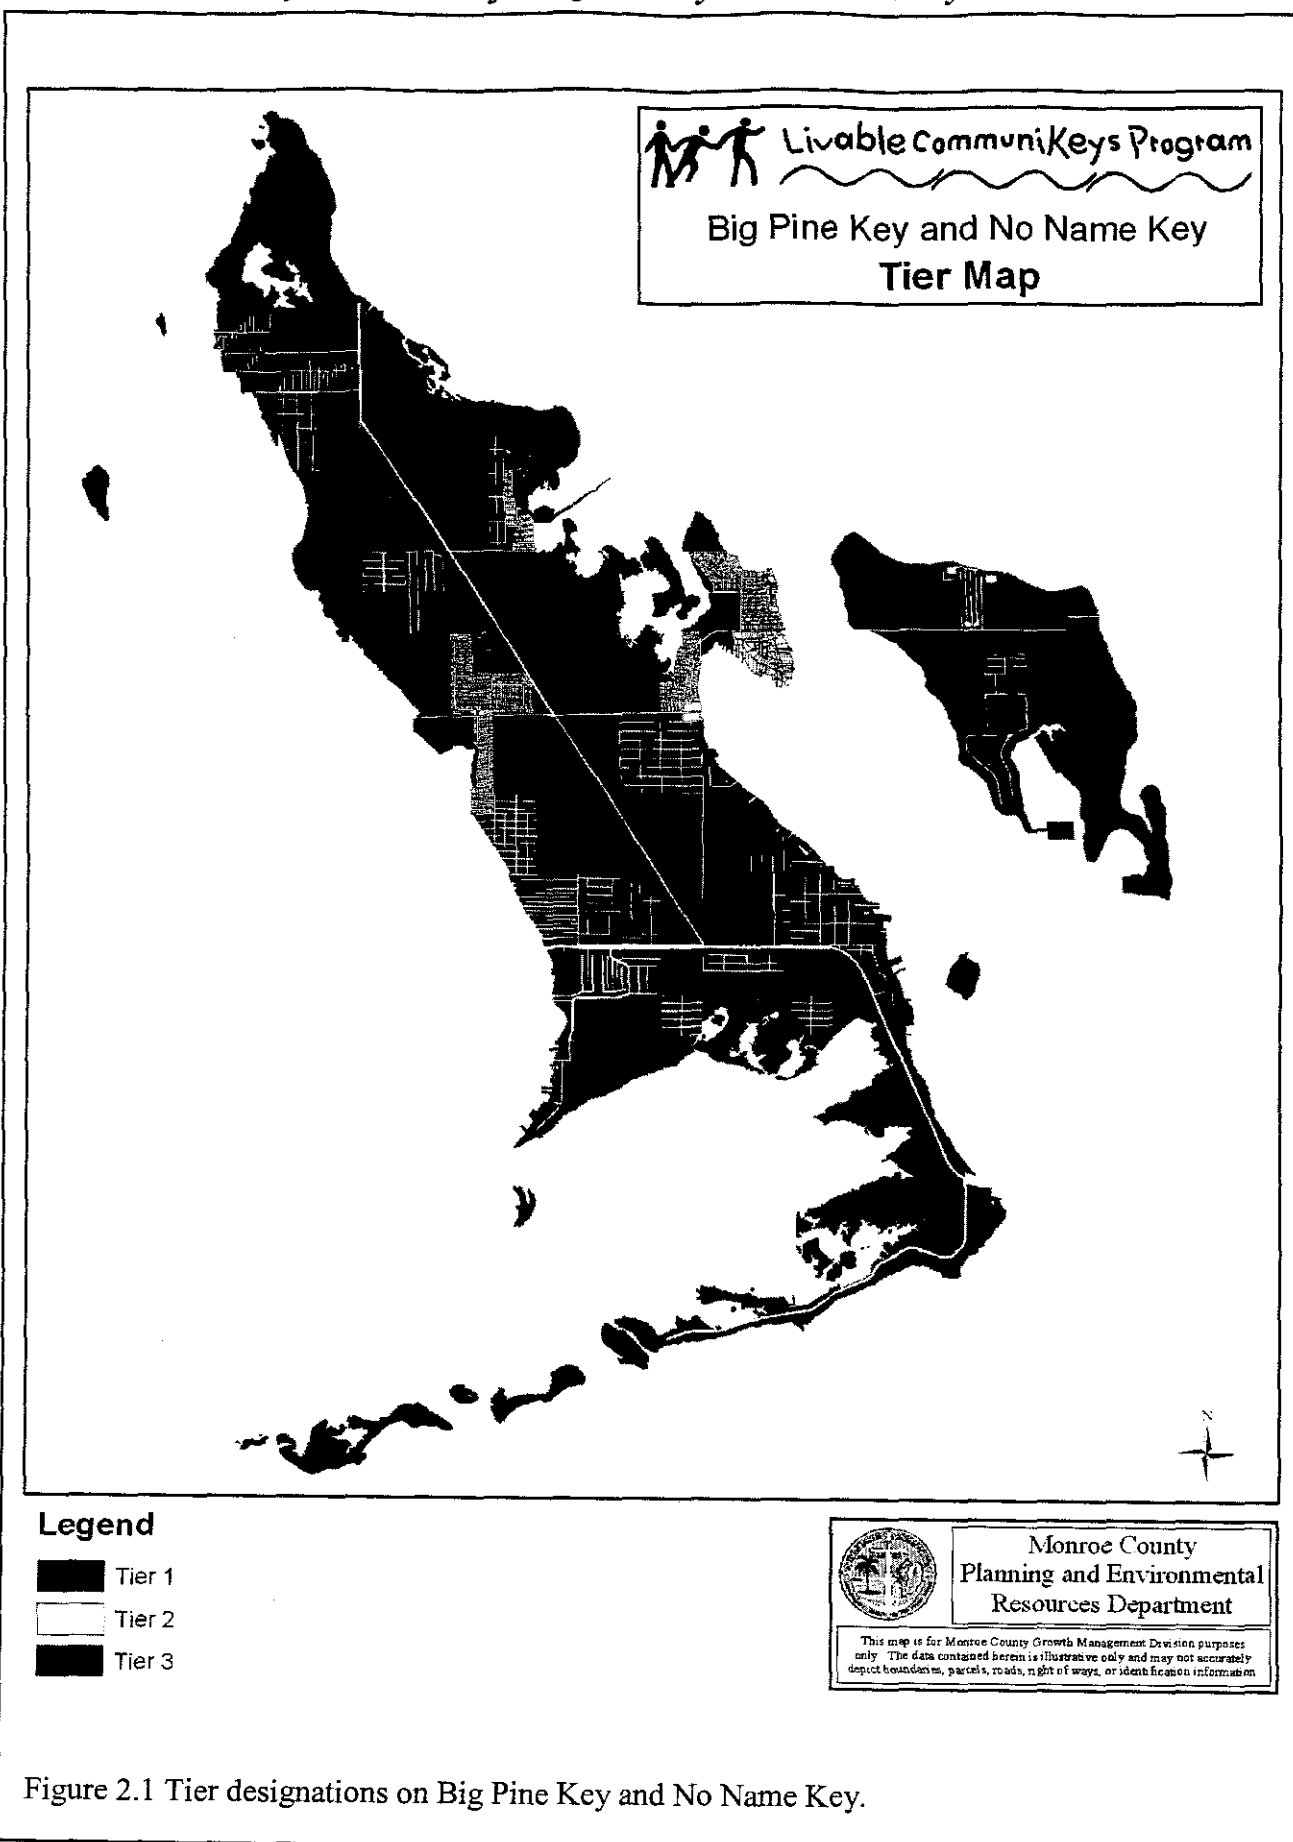 Livable CommuniKeys Program
Big Pine Key and No Name Key
Tier Map
N
Legend
Tier 1
Tier 2
Tier 3
Monroe County
Planning and Environmental
Resources Department
This map is for Monroe County Growth Management Division purposes
only The data contained herein is illustrative only and may not accurately
depict boundaries, parcels, roads, right of ways, or identification information
Figure 2.1 Tier designations on Big Pine Key and No Name Key.